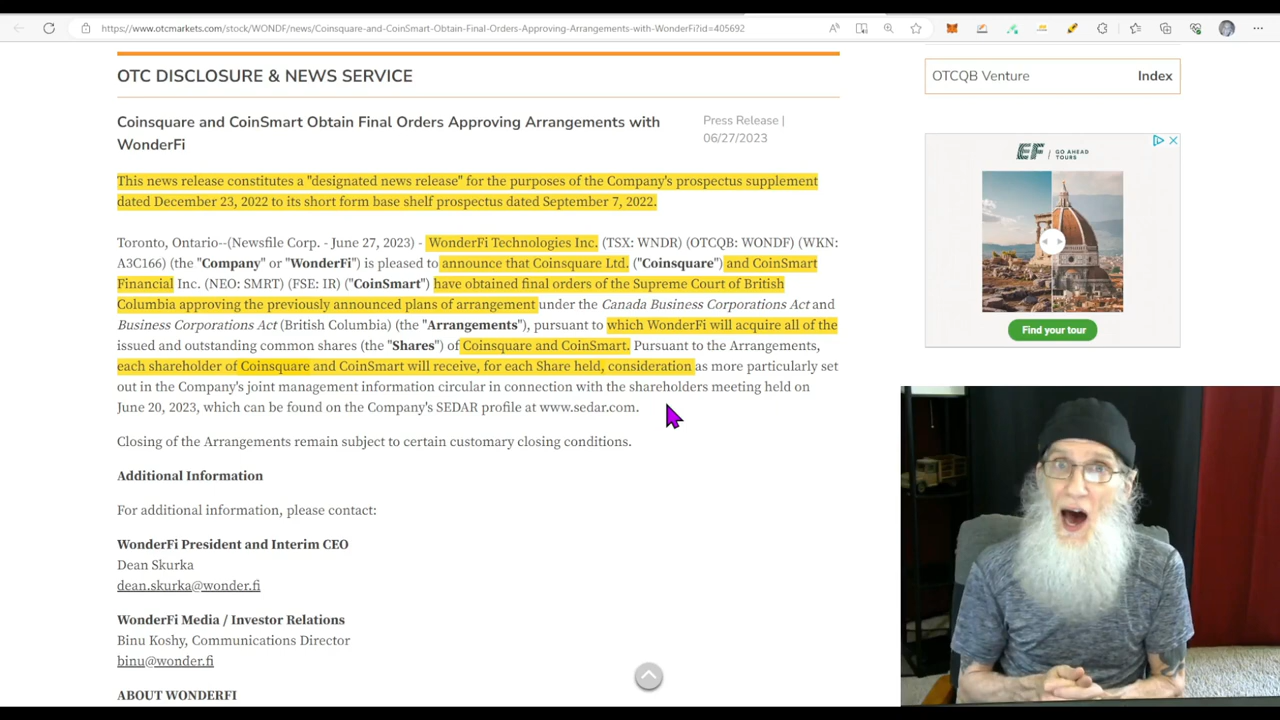 https://www.otcmarkets.com/stock/WONDF/news/Coinsquare-and-CoinSmart-Obtain-Final-Orders-Approving-Arrangements-with-WonderFi?id=405692
OTC DISCLOSURE & NEWS SERVICE
Coinsquare and CoinSmart Obtain Final Orders Approving Arrangements with
WonderFi
Press Release |
06/27/2023
This news release constitutes a "designated news release" for the purposes of the Company's prospectus supplement
dated December 23, 2022 to its short form base shelf prospectus dated September 7, 2022.
Toronto, Ontario--(Newsfile Corp. - June 27, 2023) - WonderFi Technologies Inc. (TSX: WNDR) (OTCQB: WONDF) (WKN:
A3C166) (the "Company" or "WonderFi") is pleased to announce that Coinsquare Ltd. ("Coinsquare") and CoinSmart
Financial Inc. (NEO: SMRT) (FSE: IR) ("CoinSmart") have obtained final orders of the Supreme Court of British
Columbia approving the previously announced plans of arrangement under the Canada Business Corporations Act and
Business Corporations Act (British Columbia) (the "Arrangements"), pursuant to which WonderFi will acquire all of the
issued and outstanding common shares (the "Shares") of Coinsquare and CoinSmart. Pursuant to the Arrangements,
each shareholder of Coinsquare and CoinSmart will receive, for each Share held, consideration as more particularly set
out in the Company's joint management information circular in connection with the shareholders meeting held on
June 20, 2023, which can be found on the Company's SEDAR profile at www.sedar.com.
Closing of the Arrangements remain subject to certain customary closing conditions.
Additional Information
For additional information, please contact:
WonderFi President and Interim CEO
Dean Skurka
dean.skurka@wonder.fi
WonderFi Media / Investor Relations
Binu Koshy, Communications Director
binu@wonder.fi
ABOUT WONDERFI
OTCQB Venture
Index
EF GO AHEAD
TOURS
Find your tour